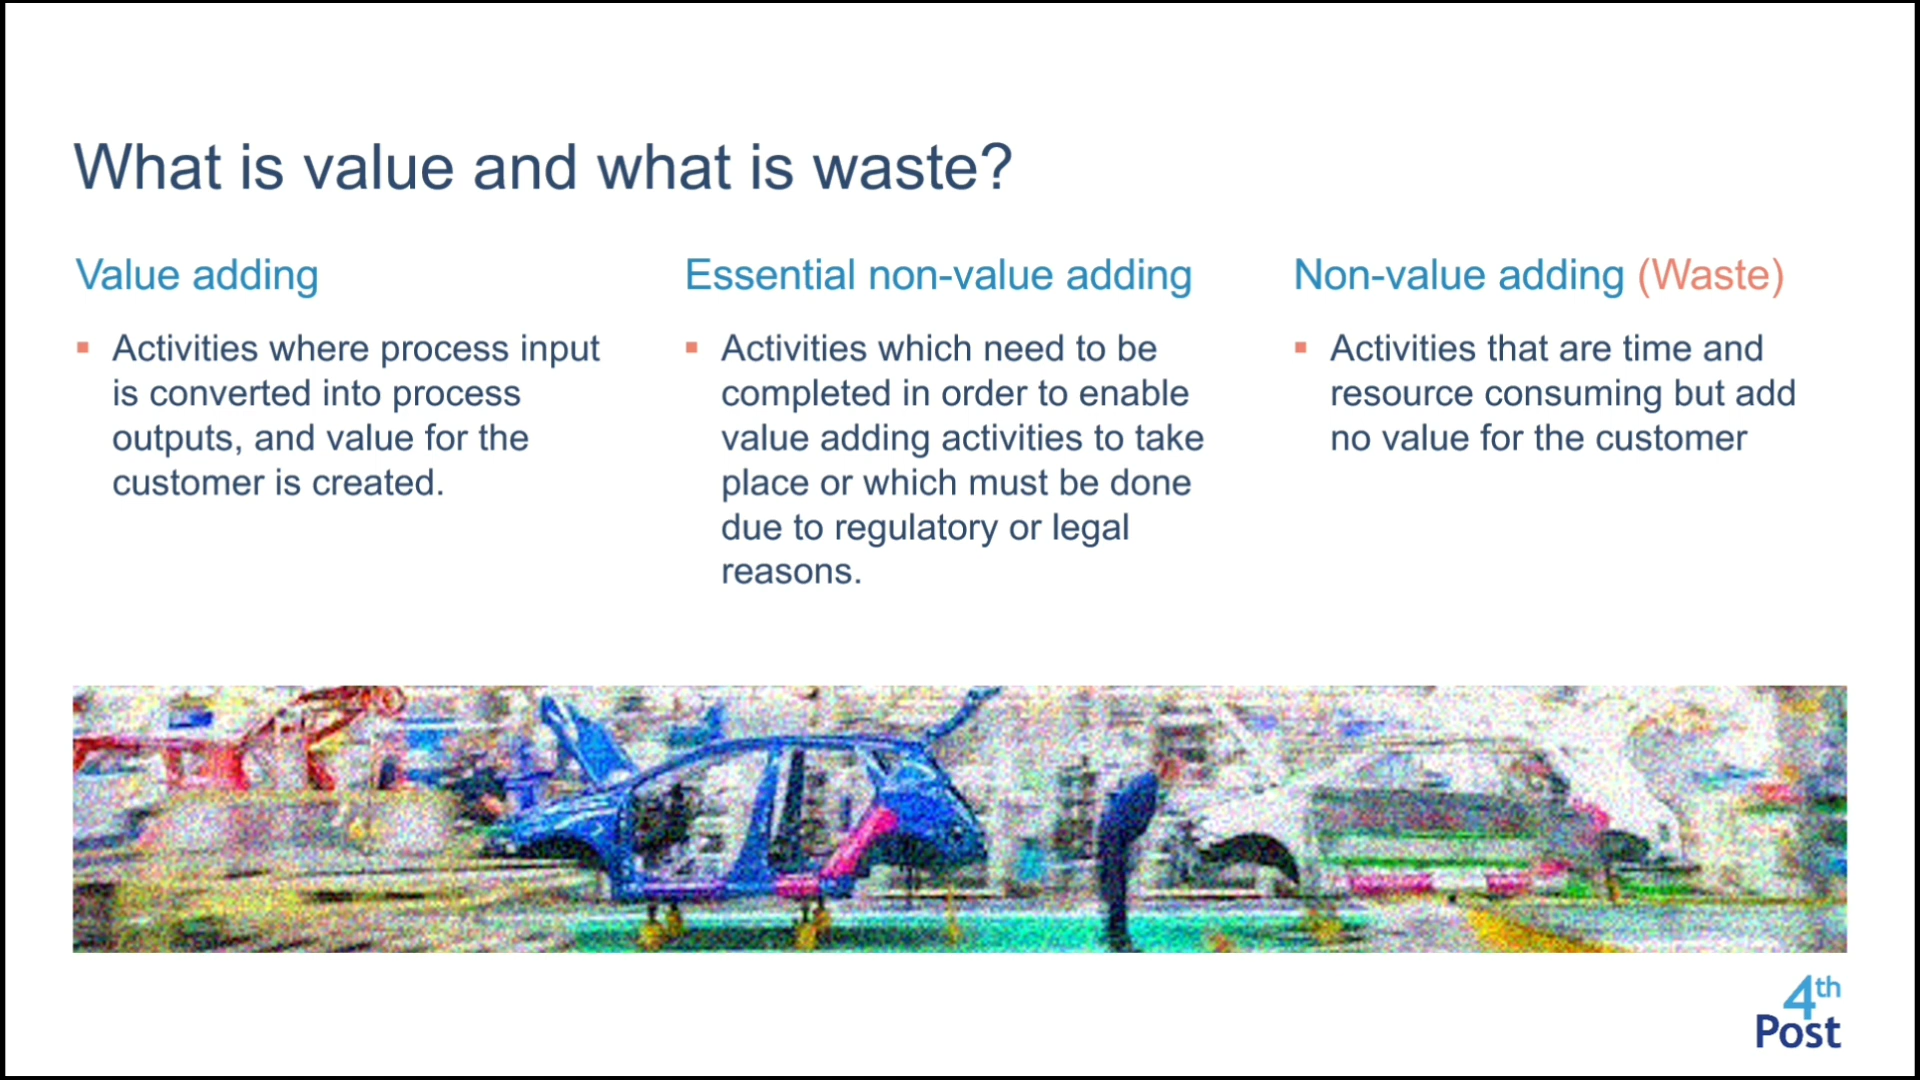 What is value and what is waste?
Value adding
Activities where process input
is converted into process
outputs, and value for the
customer is created.
Essential non-value adding
Activities which need to be
completed in order to enable
value adding activities to take
place or which must be done
due to regulatory or legal
reasons.
Non-value adding (Waste)
Activities that are time and
resource consuming but add
no value for the customer
4th
Post